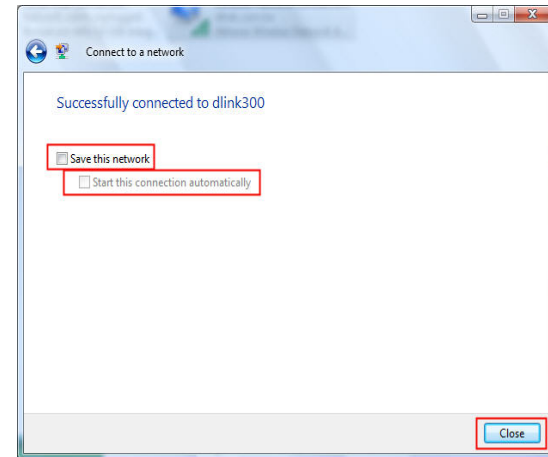 Connect to a network
Successfully connected to dlink300
Save this network
Start this connection automatically
Close